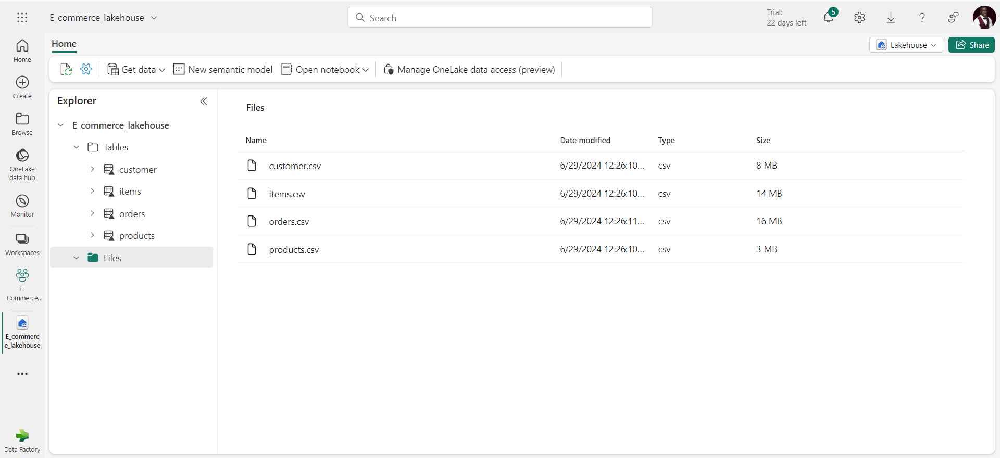 E_commerce_lakehouse
Search
Trial:
22 days left
5
Home
Create
Browse
OneLake
data hub
Monitor
Workspaces
E-
Commerce...
E_commerc
e_lakehouse
Data Factory
Home
Lakehouse
Share
Get data
New semantic model
Open notebook
Manage OneLake data access (preview)
Explorer
E_commerce_lakehouse
Tables
customer
items
orders
products
Files
Files
Name Date modified Type Size
customer.csv 6/29/2024 12:26:10... csv 8 MB
items.csv 6/29/2024 12:26:10... csv 14 MB
orders.csv 6/29/2024 12:26:11... csv 16 MB
products.csv 6/29/2024 12:26:10... csv 3 MB